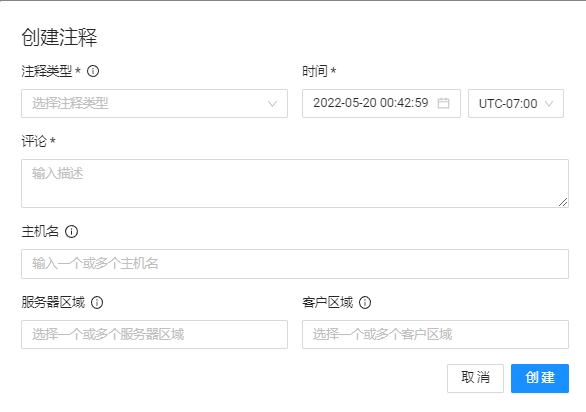 创建注释
注释类型 * 时间 *
选择注释类型 2022-05-20 00:42:59 UTC-07:00
评论 *
输入描述
主机名
输入一个或多个主机名
服务器区域 客户区域
选择一个或多个服务器区域 选择一个或多个客户区域
取消 创建